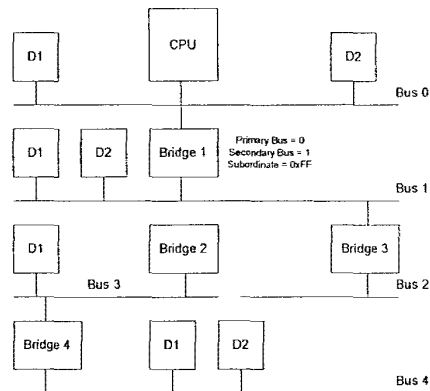 D1
CPU
D2
Bus 0
D1
D2
Bridge 1
Primary Bus = 0
Secondary Bus = 1
Subordinate = 0xFF
Bus 1
D1
Bridge 2
Bridge 3
Bus 3
Bus 2
Bridge 4
D1
D2
Bus 4